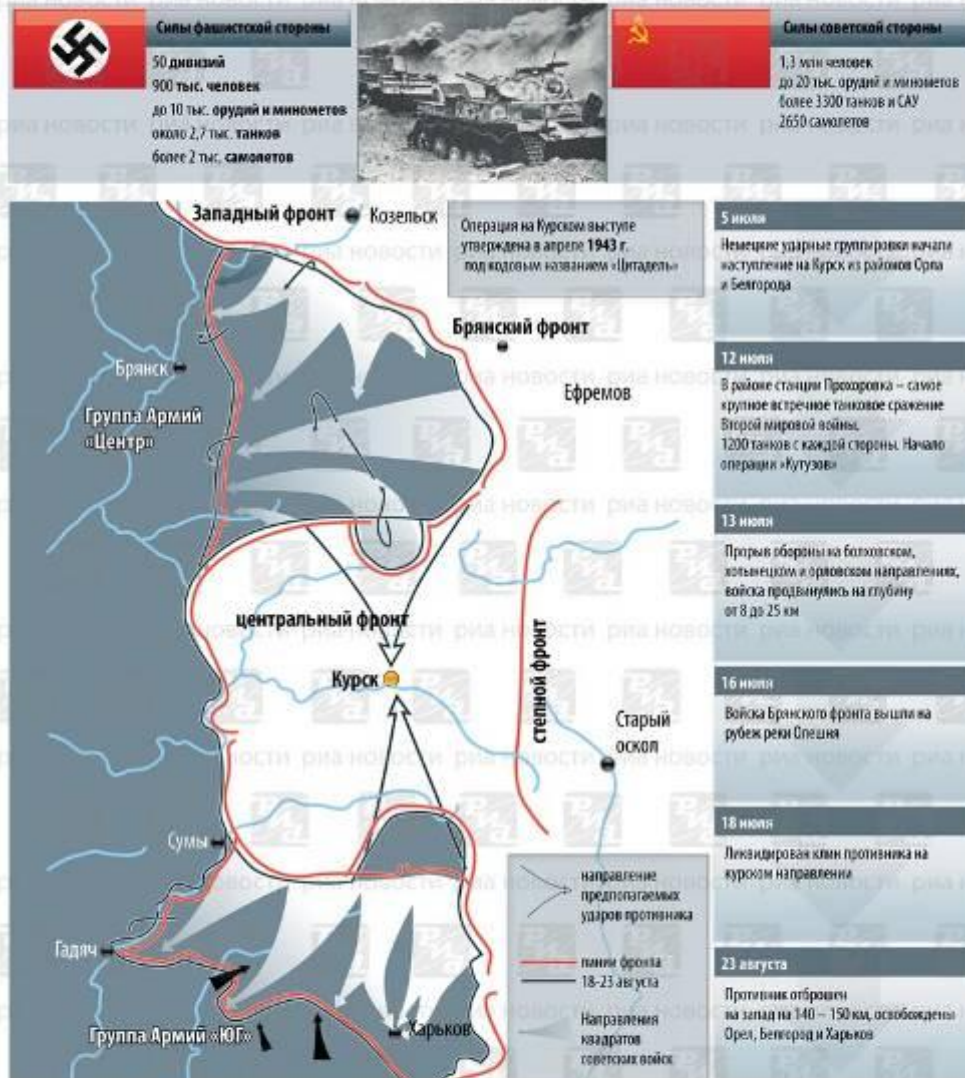 Силы фашистской стороны
50 дивизий
900 тыс. человек
до 10 тыс. орудий и минометов
около 2,7 тыс. танков
более 2 тыс. самолетов
Силы советской стороны
1,3 млн человек
до 20 тыс. орудий и минометов
более 3300 танков и САУ
2650 самолетов
Западный фронт
Козельск
Операция на Курском выступе
утверждена в апреле 1943 г.
под кодовым названием «Цитадель»
Брянский фронт
Брянск
Ефремов
Группа Армий
«Центр»
центральный фронт
Курск
степной фронт
Старый
оскол
Сумы
Гадяч
Группа Армий «ЮГ»
Харьков
направление
предполагаемых
ударов противника
линии фронта
18-23 августа
Направления
квадратов
советских войск
5 июля
Немецкие ударные группировки начали
наступление на Курск из районов Орла
и Белгорода
12 июля
В районе станции Прохоровка – самое
крупное встречное танковое сражение
Второй мировой войны,
1200 танков с каждой стороны. Начало
операции «Кутузов»
13 июля
Прорыв обороны на болховском,
хотынецком и орловском направлениях,
войска продвинулись на глубину
от 8 до 25 км
16 июля
Войска Брянского фронта вышли на
рубеж реки Олешня
18 июля
Ликвидирован клин противника на
курском направлении
23 августа
Противник отброшен
на запад на 140 – 150 км, освобождены
Орел, Белгород и Харьков